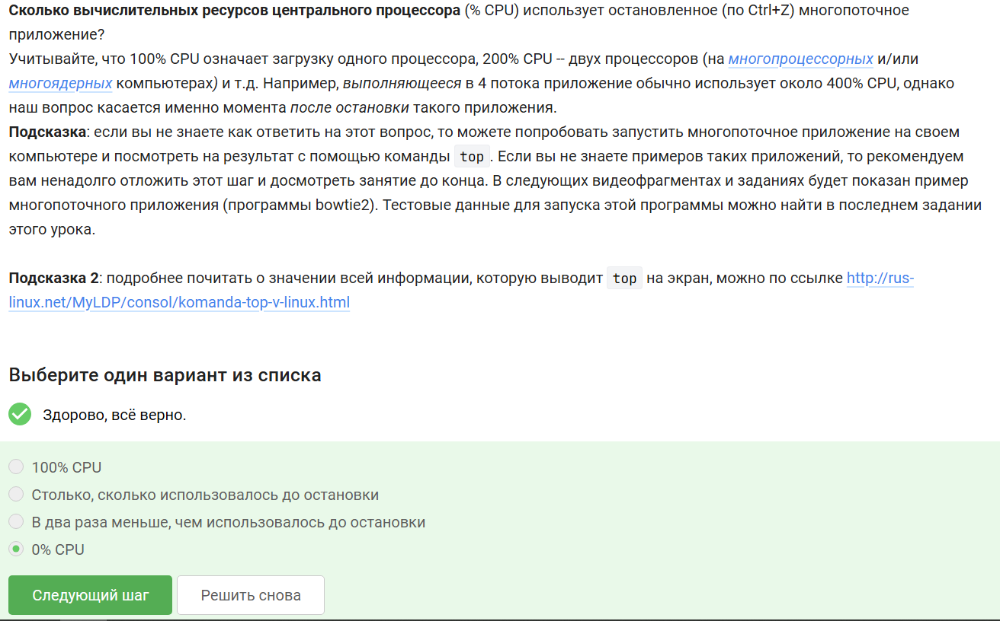 Сколько вычислительных ресурсов центрального процессора (% CPU) использует остановленное (по Ctrl+Z) многопоточное
приложение?
Учитывайте, что 100% CPU означает загрузку одного процессора, 200% CPU -- двух процессоров (на многопроцессорных и/или
многоядерных компьютерах) и т.д. Например, выполняющееся в 4 потока приложение обычно использует около 400% CPU, однако
наш вопрос касается именно момента после остановки такого приложения.
Подсказка: если вы не знаете как ответить на этот вопрос, то можете попробовать запустить многопоточное приложение на своем
компьютере и посмотреть на результат с помощью команды top. Если вы не знаете примеров таких приложений, то рекомендуем
вам ненадолго отложить этот шаг и досмотреть занятие до конца. В следующих видеофрагментах и заданиях будет показан пример
многопоточного приложения (программы bowtie2). Тестовые данные для запуска этой программы можно найти в последнем задании
этого урока.
Подсказка 2: подробнее почитать о значении всей информации, которую выводит top на экран, можно по ссылке http://rus-
linux.net/MyLDP/consol/komanda-top-v-linux.html
Выберите один вариант из списка
Здорово, всё верно.
100% CPU
Столько, сколько использовалось до остановки
В два раза меньше, чем использовалось до остановки
0% CPU
Следующий шаг Решить снова